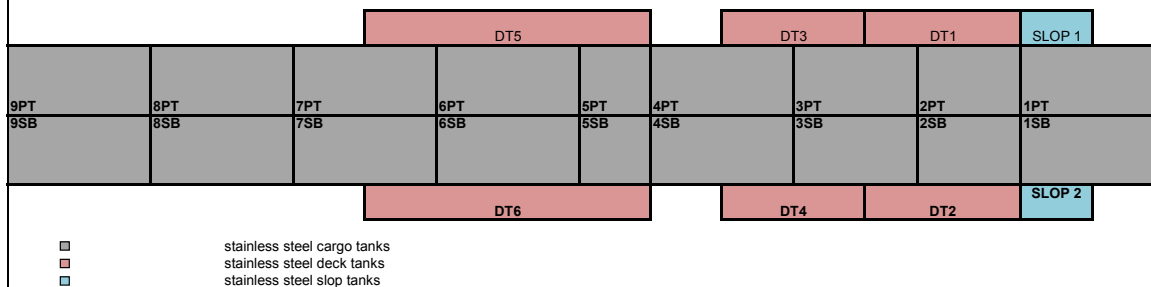 DT5 DT3 DT1 SLOP 1
9PT 8PT 7PT 6PT 5PT 4PT 3PT 2PT 1PT
9SB 8SB 7SB 6SB 5SB 4SB 3SB 2SB 1SB
SLOP 2
DT6 DT4 DT2
stainless steel cargo tanks
stainless steel deck tanks
stainless steel slop tanks